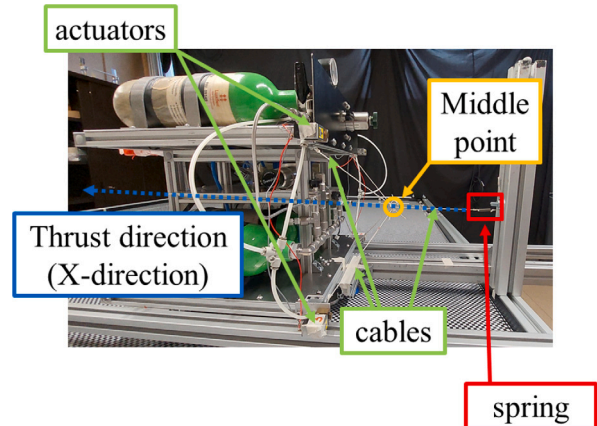 actuators
Middle
point
Thrust direction
(X-direction)
cables
spring